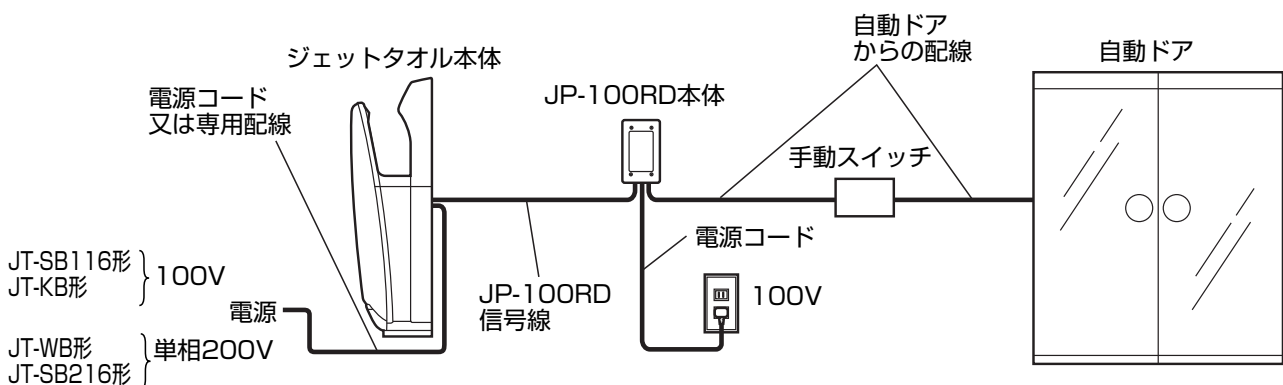 自動ドア
からの配線
自動ドア
ジェットタオル本体
JP-100RD本体
電源コード
又は専用配線
手動スイッチ
電源コード
JT-SB116形
JT-KB形
100V
JP-100RD
信号線
100V
電源
JT-WB形
JT-SB216形
単相200V